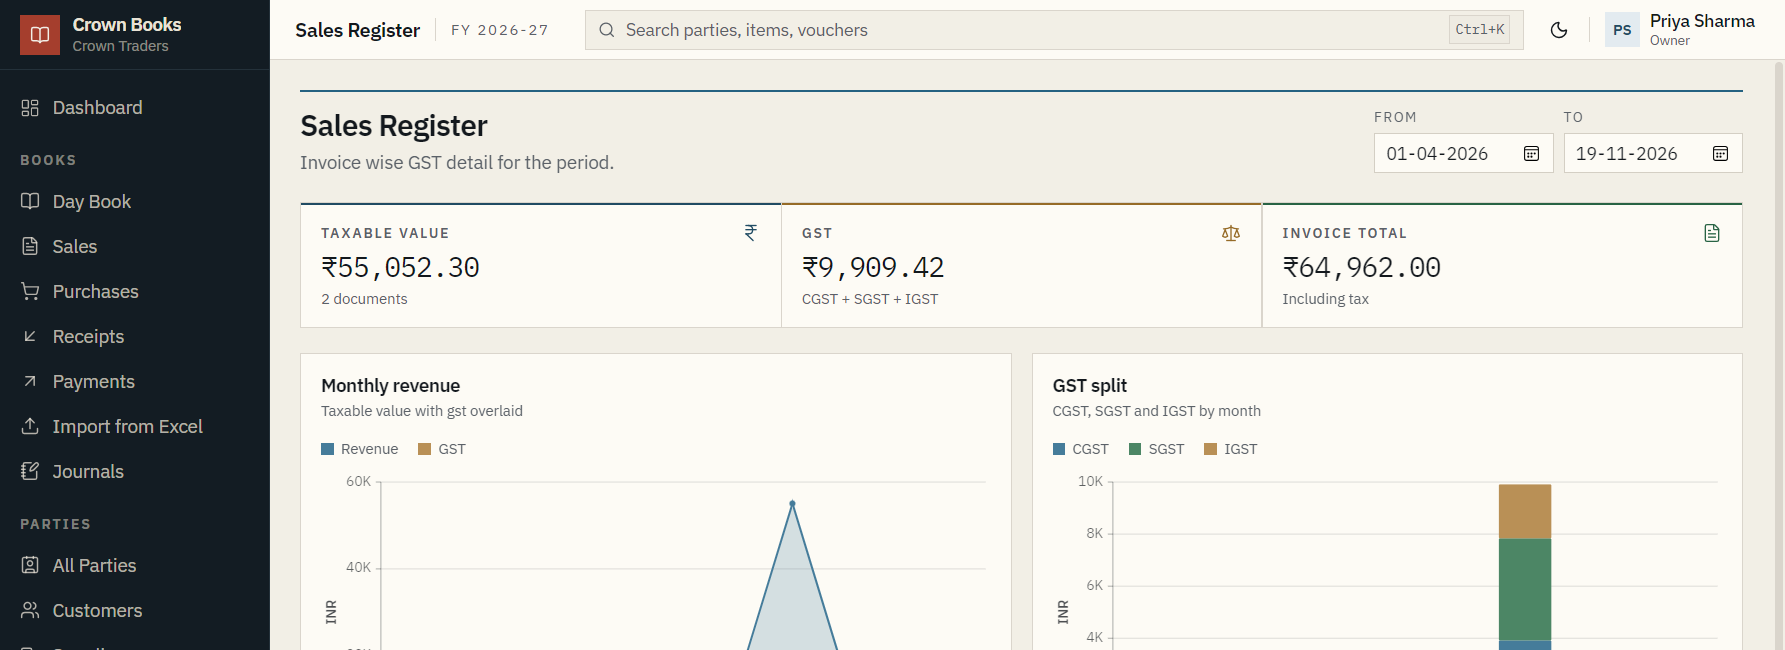 Crown Books
Crown Traders
Dashboard
BOOKS
Day Book
Sales
Purchases
Receipts
Payments
Import from Excel
Journals
PARTIES
All Parties
Customers
Sales Register
FY 2026-27
Search parties, items, vouchers
Ctrl+K
PS
Priya Sharma
Owner
Sales Register
Invoice wise GST detail for the period.
FROM
01-04-2026
TO
19-11-2026
TAXABLE VALUE
₹55,052.30
2 documents
GST
₹9,909.42
CGST + SGST + IGST
INVOICE TOTAL
₹64,962.00
Including tax
Monthly revenue
Taxable value with gst overlaid
Revenue
GST
60K
40K
INR
GST split
CGST, SGST and IGST by month
CGST
SGST
IGST
10K
8K
6K
4K
INR